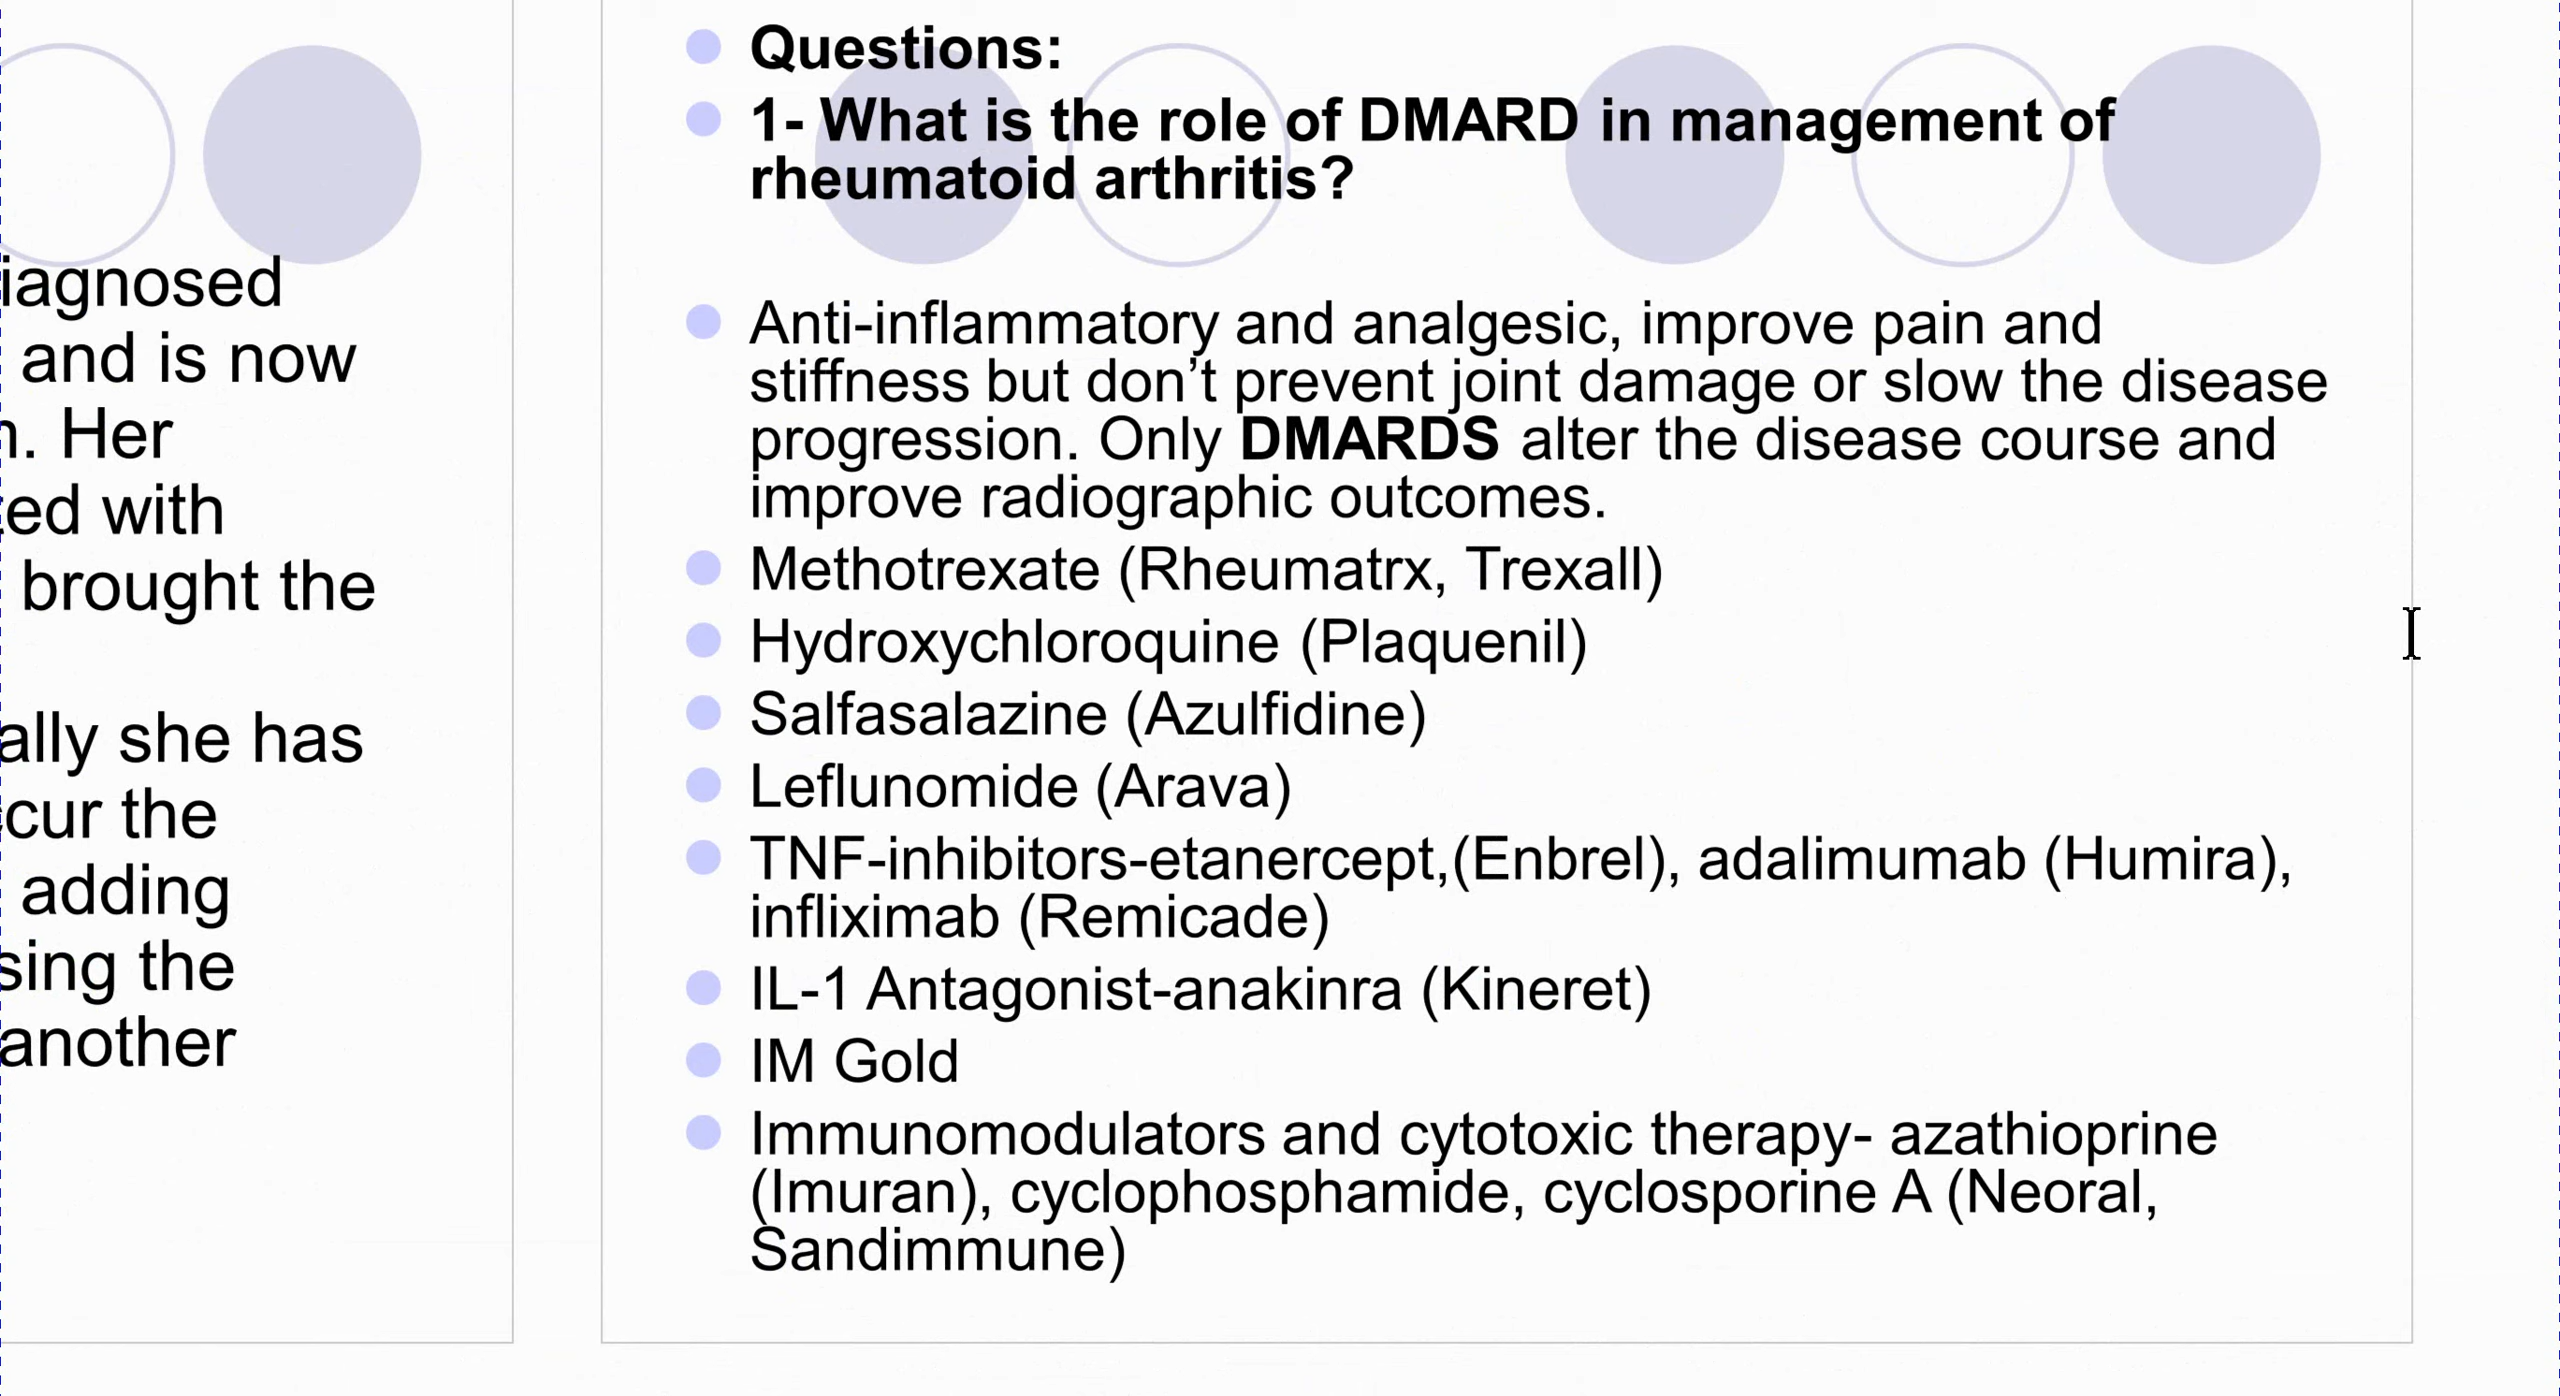 iagnosed
and is now
. Her
ed with
brought the
ally she has
cur the
adding
sing the
another
Questions:
1- What is the role of DMARD in management of
rheumatoid arthritis?
Anti-inflammatory and analgesic, improve pain and
stiffness but don’t prevent joint damage or slow the disease
progression. Only DMARDS alter the disease course and
improve radiographic outcomes.
Methotrexate (Rheumatrx, Trexall)
Hydroxychloroquine (Plaquenil)
Salfasalazine (Azulfidine)
Leflunomide (Arava)
TNF-inhibitors-etanercept,(Enbrel), adalimumab (Humira),
infliximab (Remicade)
IL-1 Antagonist-anakinra (Kineret)
IM Gold
Immunomodulators and cytotoxic therapy- azathioprine
(Imuran), cyclophosphamide, cyclosporine A (Neoral,
Sandimmune)